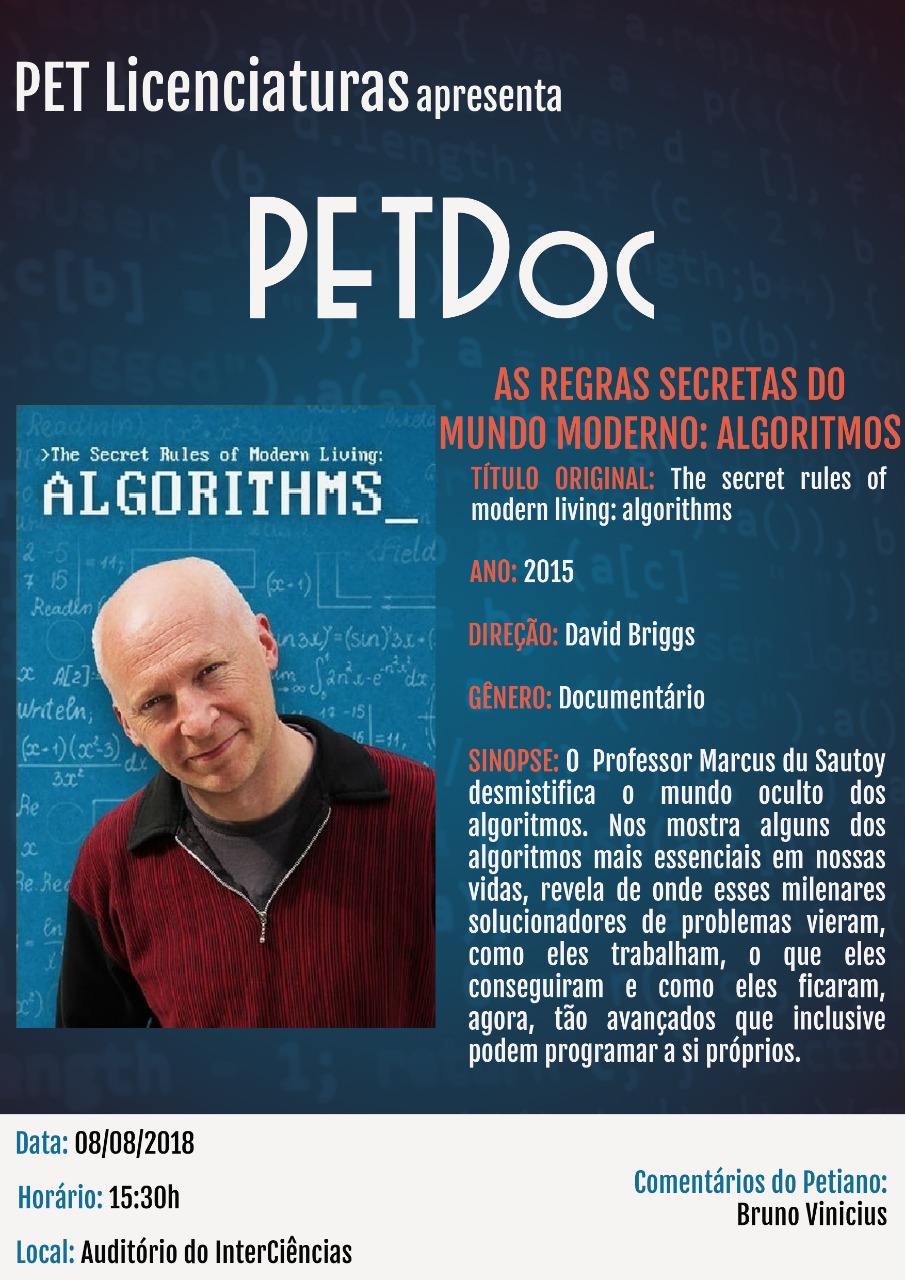 PET Licenciaturas apresenta
PETDoc
AS REGRAS SECRETAS DO
MUNDO MODERNO: ALGORITMOS
>The Secret Rules of Modern Living:
ALGORITHMS_
TÍTULO ORIGINAL: The secret rules of
modern living: algorithms
ANO: 2015
DIREÇÃO: David Briggs
GÊNERO: Documentário
SINOPSE: O Professor Marcus du Sautoy
desmistifica o mundo oculto dos
algoritmos. Nos mostra alguns dos
algoritmos mais essenciais em nossas
vidas, revela de onde esses milenares
solucionadores de problemas vieram,
como eles trabalham, o que eles
conseguiram e como eles ficaram,
agora, tão avançados que inclusive
podem programar a si próprios.
Data: 08/08/2018
Horário: 15:30h
Local: Auditório do InterCiências
Comentários do Petiano:
Bruno Vinicius